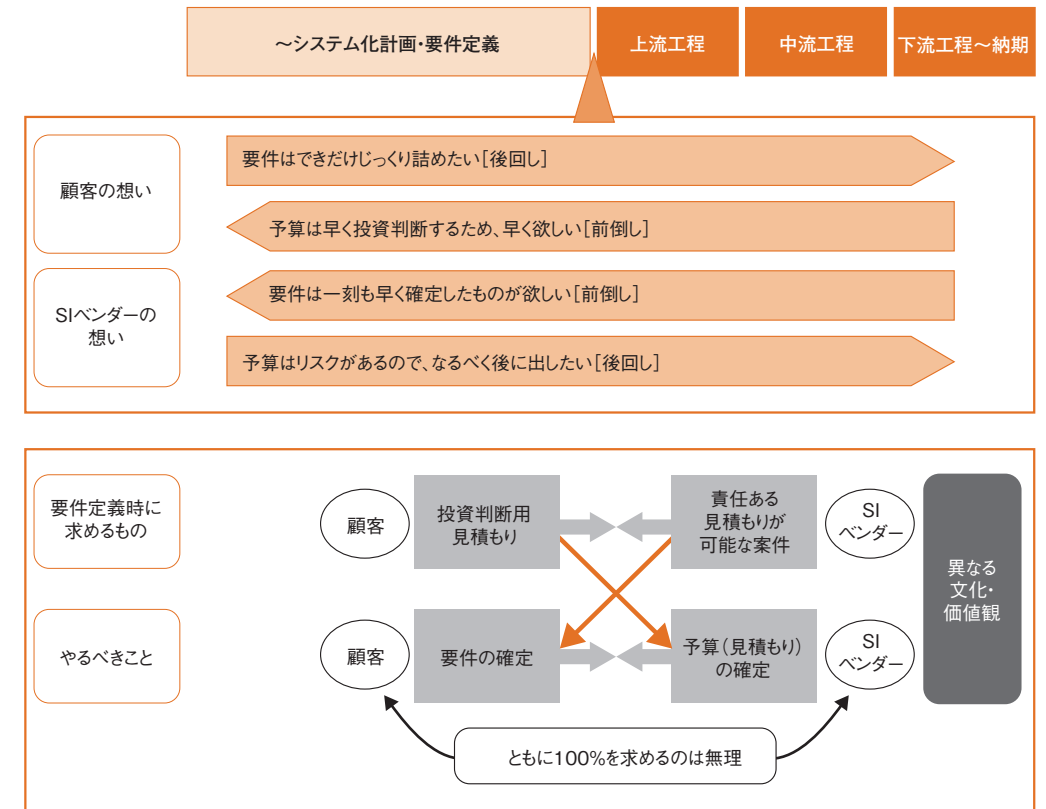 ～システム化計画・要件定義
上流工程
中流工程
下流工程～納期
顧客の想い
要件はできだけじっくり詰めたい［後回し］
予算は早く投資判断するため、早く欲しい［前倒し］
SIベンダーの
想い
要件は一刻も早く確定したものが欲しい［前倒し］
予算はリスクがあるので、なるべく後に出したい［後回し］
要件定義時に
求めるもの
顧客
投資判断用
見積もり
責任ある
見積もりが
可能な案件
SI
ベンダー
異なる
文化・
価値観
やるべきこと
顧客
要件の確定
予算（見積もり）
の確定
SI
ベンダー
ともに100%を求めるのは無理